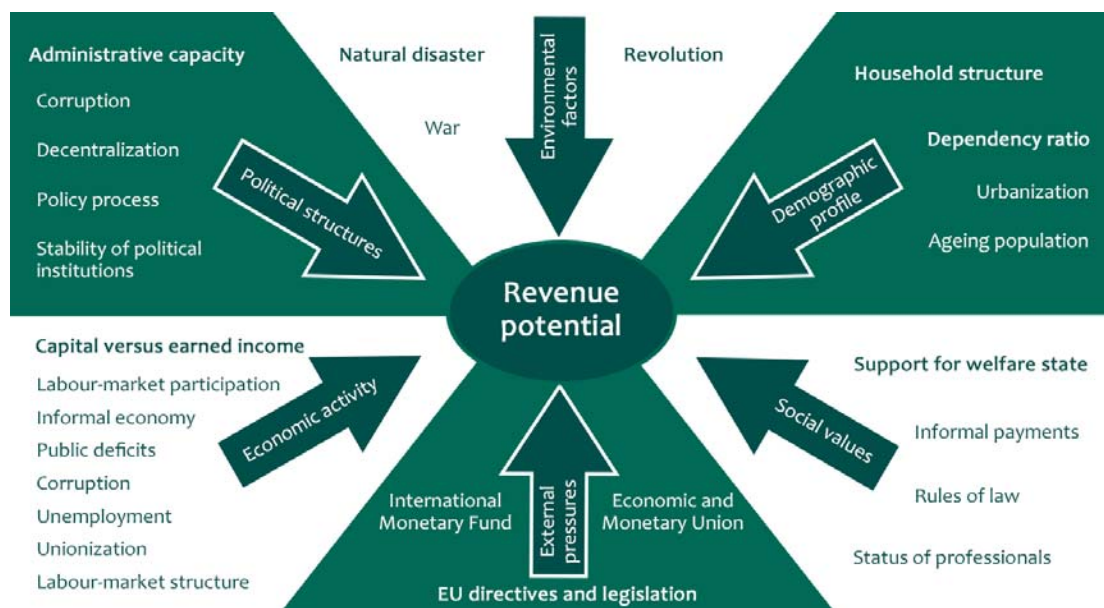 Administrative capacity
Corruption
Decentralization
Policy process
Stability of political
institutions
Political structures
Natural disaster
War
Revolution
Environmental
factors
Household structure
Dependency ratio
Urbanization
Ageing population
Demographic
profile
Revenue
potential
Capital versus earned income
Labour-market participation
Informal economy
Public deficits
Corruption
Unemployment
Unionization
Labour-market structure
Economic activity
International
Monetary Fund
External
pressures
Economic and
Monetary Union
EU directives and legislation
Support for welfare state
Informal payments
Rules of law
Status of professionals
Social values